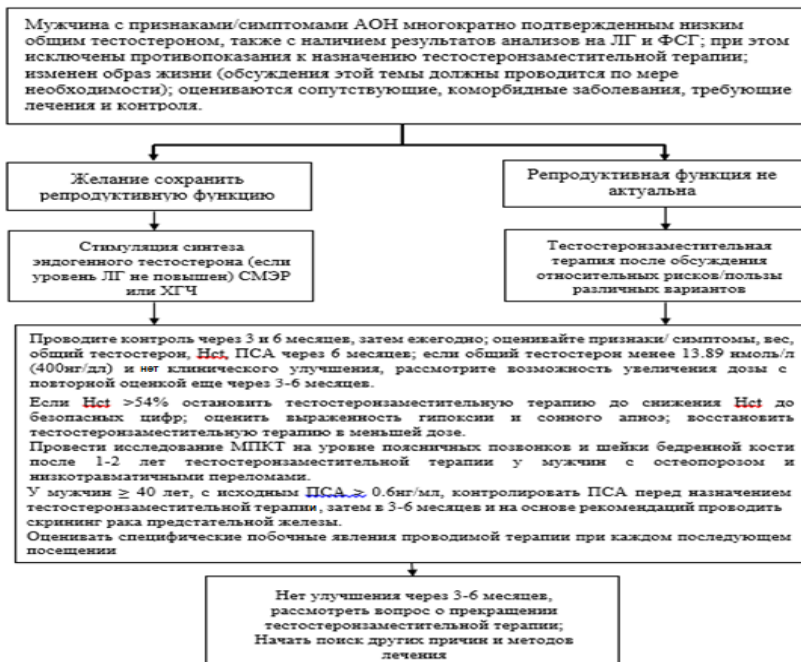 Мужчина с признаками/симптомами АОН многократно подтвержденным низким
общим тестостероном, также с наличием результатов анализов на ЛГ и ФСГ; при этом
исключены противопоказания к назначению тестостеронзаместительной терапии;
изменен образ жизни (обсуждения этой темы должны проводится по мере
необходимости); оцениваются сопутствующие, коморбидные заболевания, требующие
лечения и контроля.
Желание сохранить
репродуктивную функцию
Репродуктивная функция не
актуальна
Стимуляция синтеза
эндогенного тестостерона (если
уровень ЛГ не повышен) СМЭР
или ХГЧ
Тестостеронзаместительная
терапия после обсуждения
относительных рисков/пользы
различных вариантов
Проводите контроль через 3 и 6 месяцев, затем ежегодно; оценивайте признаки/ симптомы, вес,
общий тестостерон, Hct, ПСА через 6 месяцев; если общий тестостерон менее 13.89 нмоль/л
(400нг/дл) и нет клинического улучшения, рассмотрите возможность увеличения дозы с
повторной оценкой еще через 3-6 месяцев.
Если Hct >54% остановить тестостеронзаместительную терапию до снижения Hct до
безопасных цифр; оценить выраженность гипоксии и сонного апноэ; восстановить
тестостеронзаместительную терапию в меньшей дозе.
Провести исследование МПКТ на уровне поясничных позвонков и шейки бедренной кости
после 1-2 лет тестостеронзаместительной терапии у мужчин с остеопорозом и
низкотравматичными переломами.
У мужчин ≥ 40 лет, с исходным ПСА ≥ 0.6нг/мл, контролировать ПСА перед назначением
тестостеронзаместительной терапии, затем в 3-6 месяцев и на основе рекомендаций проводить
скрининг рака предстательной железы.
Оценивать специфические побочные явления проводимой терапии при каждом последующем
посещении
Нет улучшения через 3-6 месяцев,
рассмотреть вопрос о прекращении
тестостеронзаместительной терапии;
Начать поиск других причин и методов
лечения